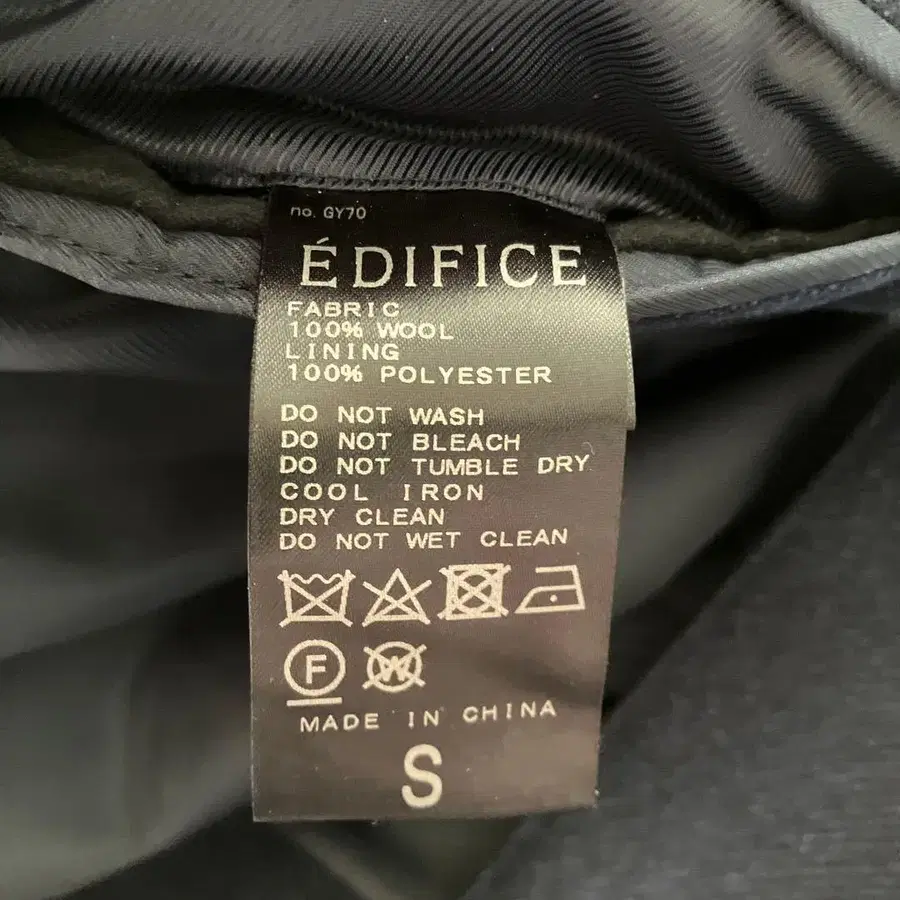 no. GY70
ÉDIFICE
FABRIC
100% WOOL
LINING
100% POLYESTER
DO NOT WASH
DO NOT BLEACH
DO NOT TUMBLE DRY
COOL IRON
DRY CLEAN
DO NOT WET CLEAN
F W
MADE IN CHINA
S